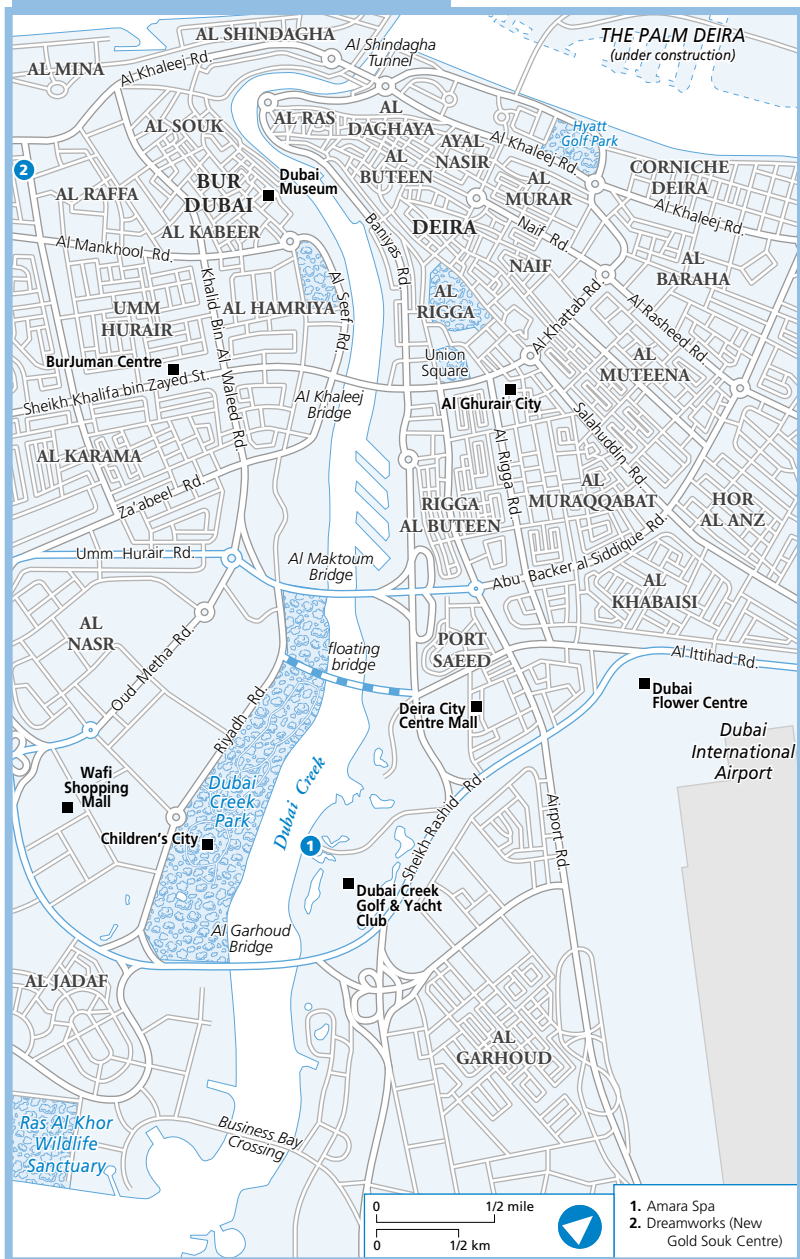 AL SHINDAGHA
Al Shindagha
Tunnel
THE PALM DEIRA
(under construction)
AL MINA
Al Khaleej Rd.
AL SOUK
AL RAS
AL
DAGHAYA
AYAL
NASIR
Al Khaleej Rd.
Hyatt
Golf Park
2
AL RAFFA
BUR
DUBAI
Dubai
Museum
AL
BUTEEN
AL
MURAR
CORNICHE
DEIRA
Al Khaleej Rd.
AL KABEER
Al Mankhool Rd.
Baniyas Rd.
DEIRA
Naif Rd.
NAIF
AL
BARAHA
Khalid Bin Al Waleed Rd.
AL HAMRIYA
Al Seef Rd.
AL
RIGGA
Al Khattab Rd.
Al Rasheed Rd.
UMM
HURAIR
BurJuman Centre
Union
Square
AL
MUTEENA
Sheikh Khalifa bin Zayed St.
Al Khaleej
Bridge
Al Ghurair City
AL KARAMA
Al Rigga Rd.
Salahuddin Rd.
Za'abeel Rd.
RIGGA
AL BUTEEN
AL
MURAQQABAT
HOR
AL ANZ
Umm Hurair Rd.
Al Maktoum
Bridge
Abu Backer al Siddique Rd.
AL
KHABAISI
AL
NASR
Oud Metha Rd.
floating
bridge
PORT
SAEED
Al Ittihad Rd.
Riyadh Rd.
Deira City
Centre Mall
Dubai
Flower Centre
Dubai
International
Airport
Wafi
Shopping
Mall
Dubai
Creek
Park
Dubai Creek
Children's City
1
Sheikh Rashid Rd.
Airport Rd.
Dubai Creek
Golf & Yacht
Club
Al Garhoud
Bridge
AL JADAF
AL
GARHOUD
Ras Al Khor
Wildlife
Sanctuary
Business Bay
Crossing
0 1/2 mile
0 1/2 km
1. Amara Spa
2. Dreamworks (New
Gold Souk Centre)